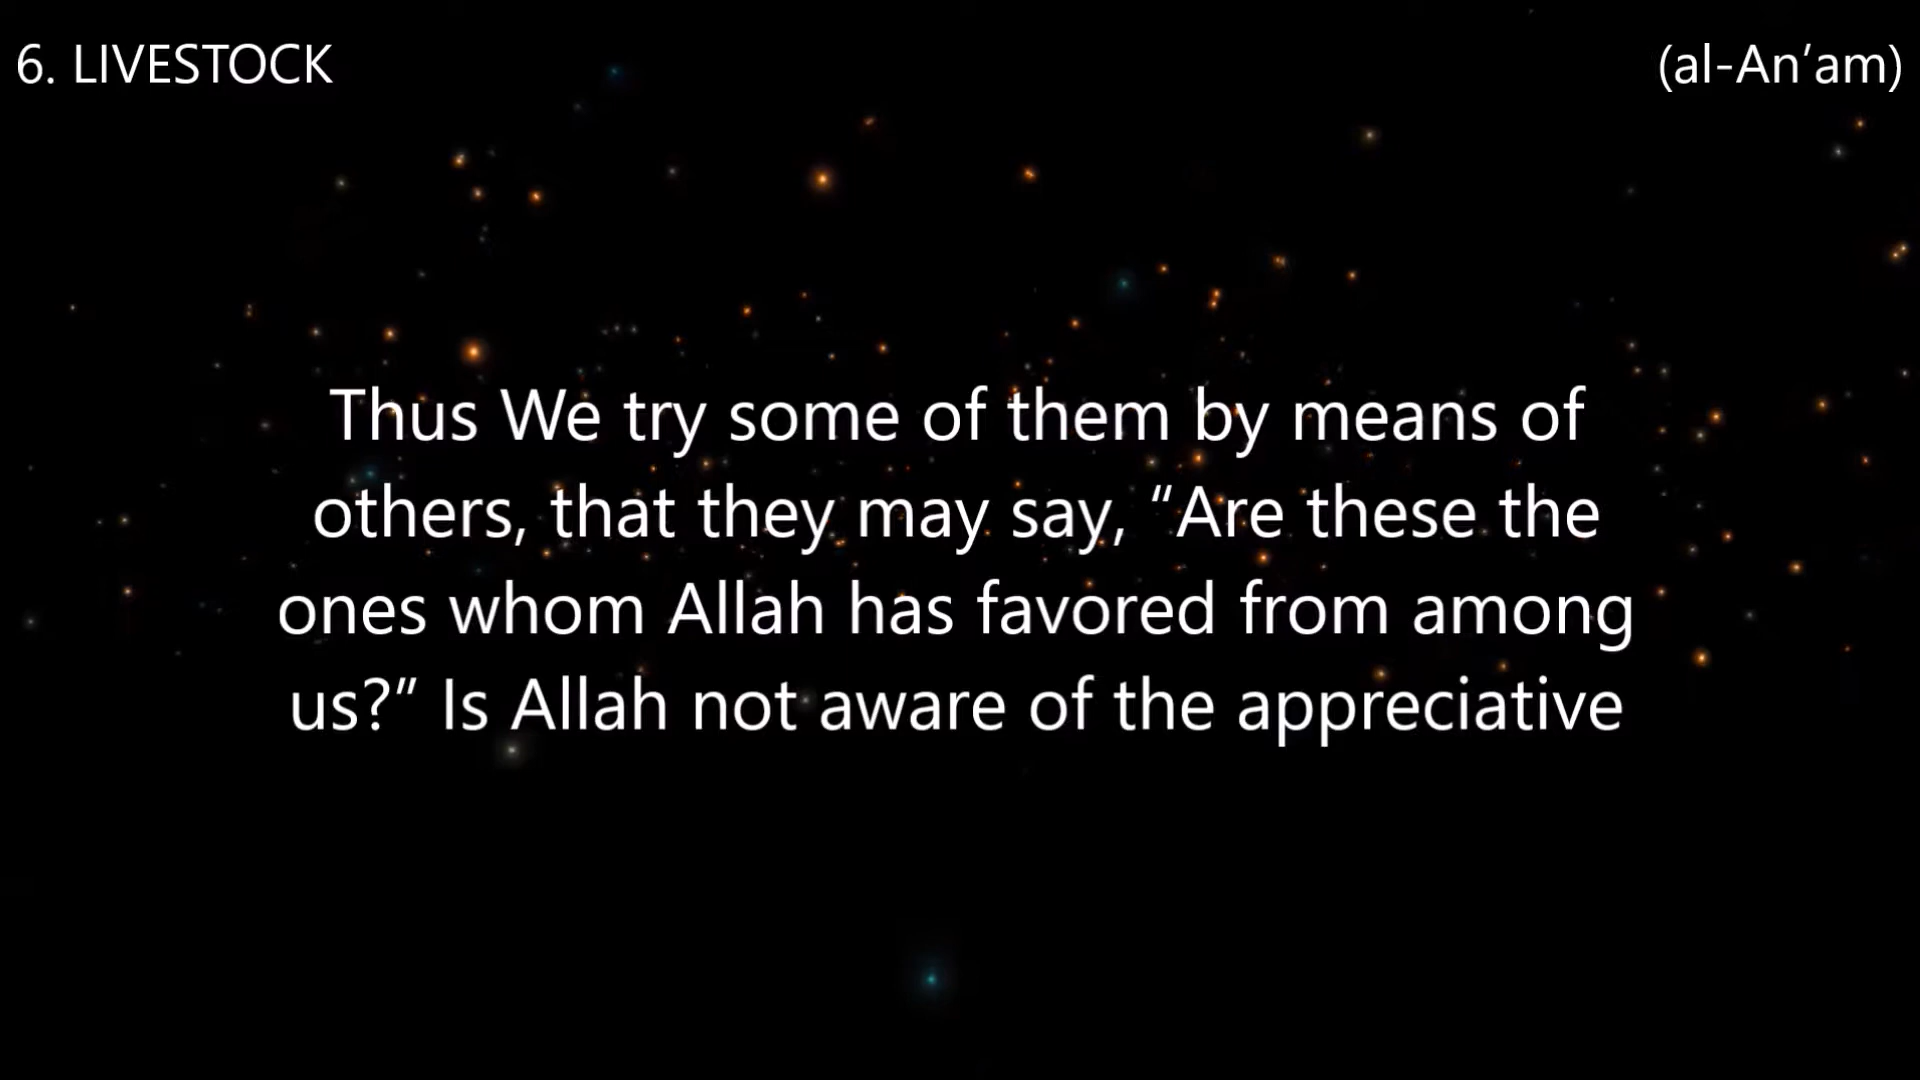 6. LIVESTOCK
(al-An’am)
Thus We try some of them by means of
others, that they may say, “Are these the
ones whom Allah has favored from among
us?” Is Allah not aware of the appreciative